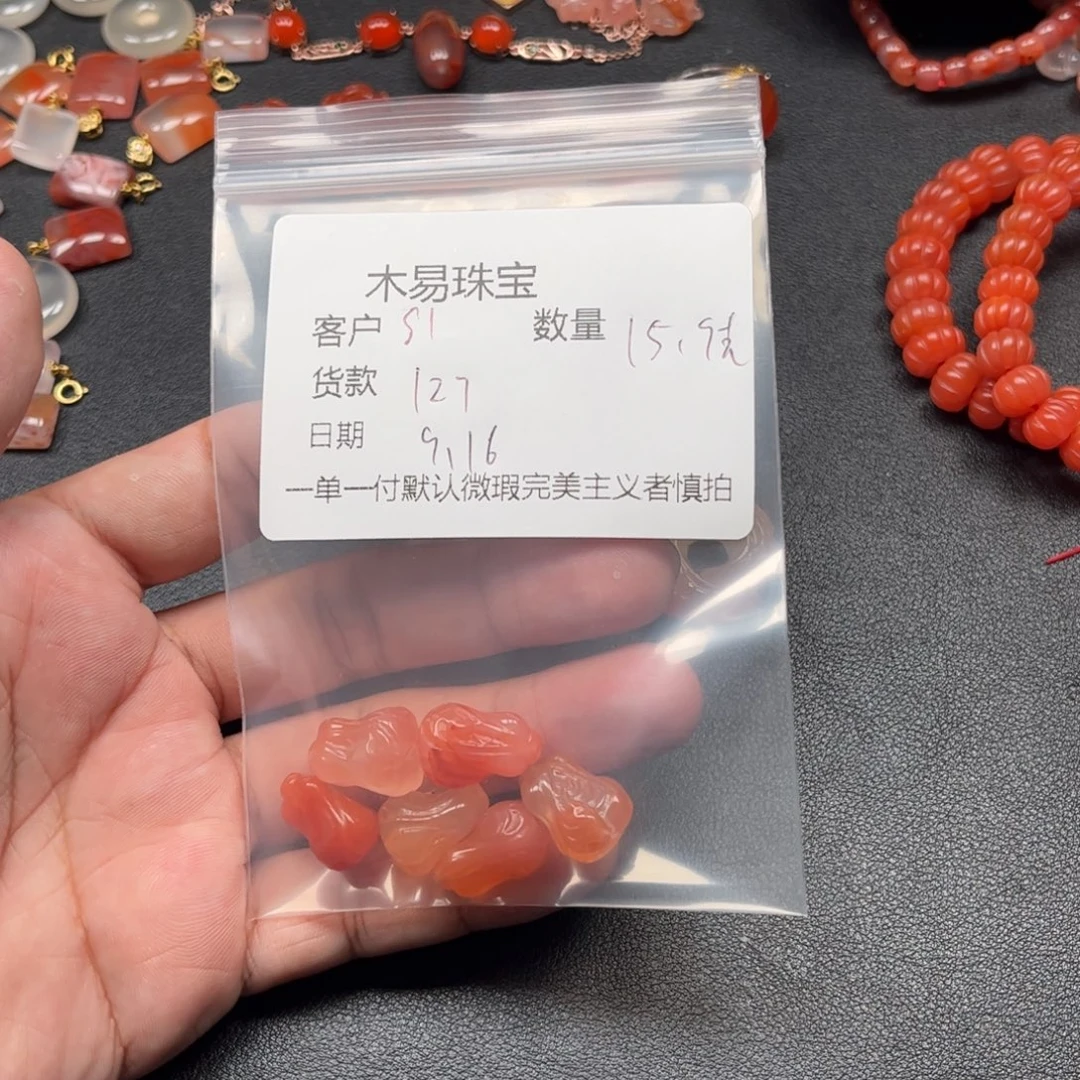 木易珠宝
客户 S1 数量 15.9克
货款 127
日期 9.16
一单一付默认微瑕完美主义者慎拍